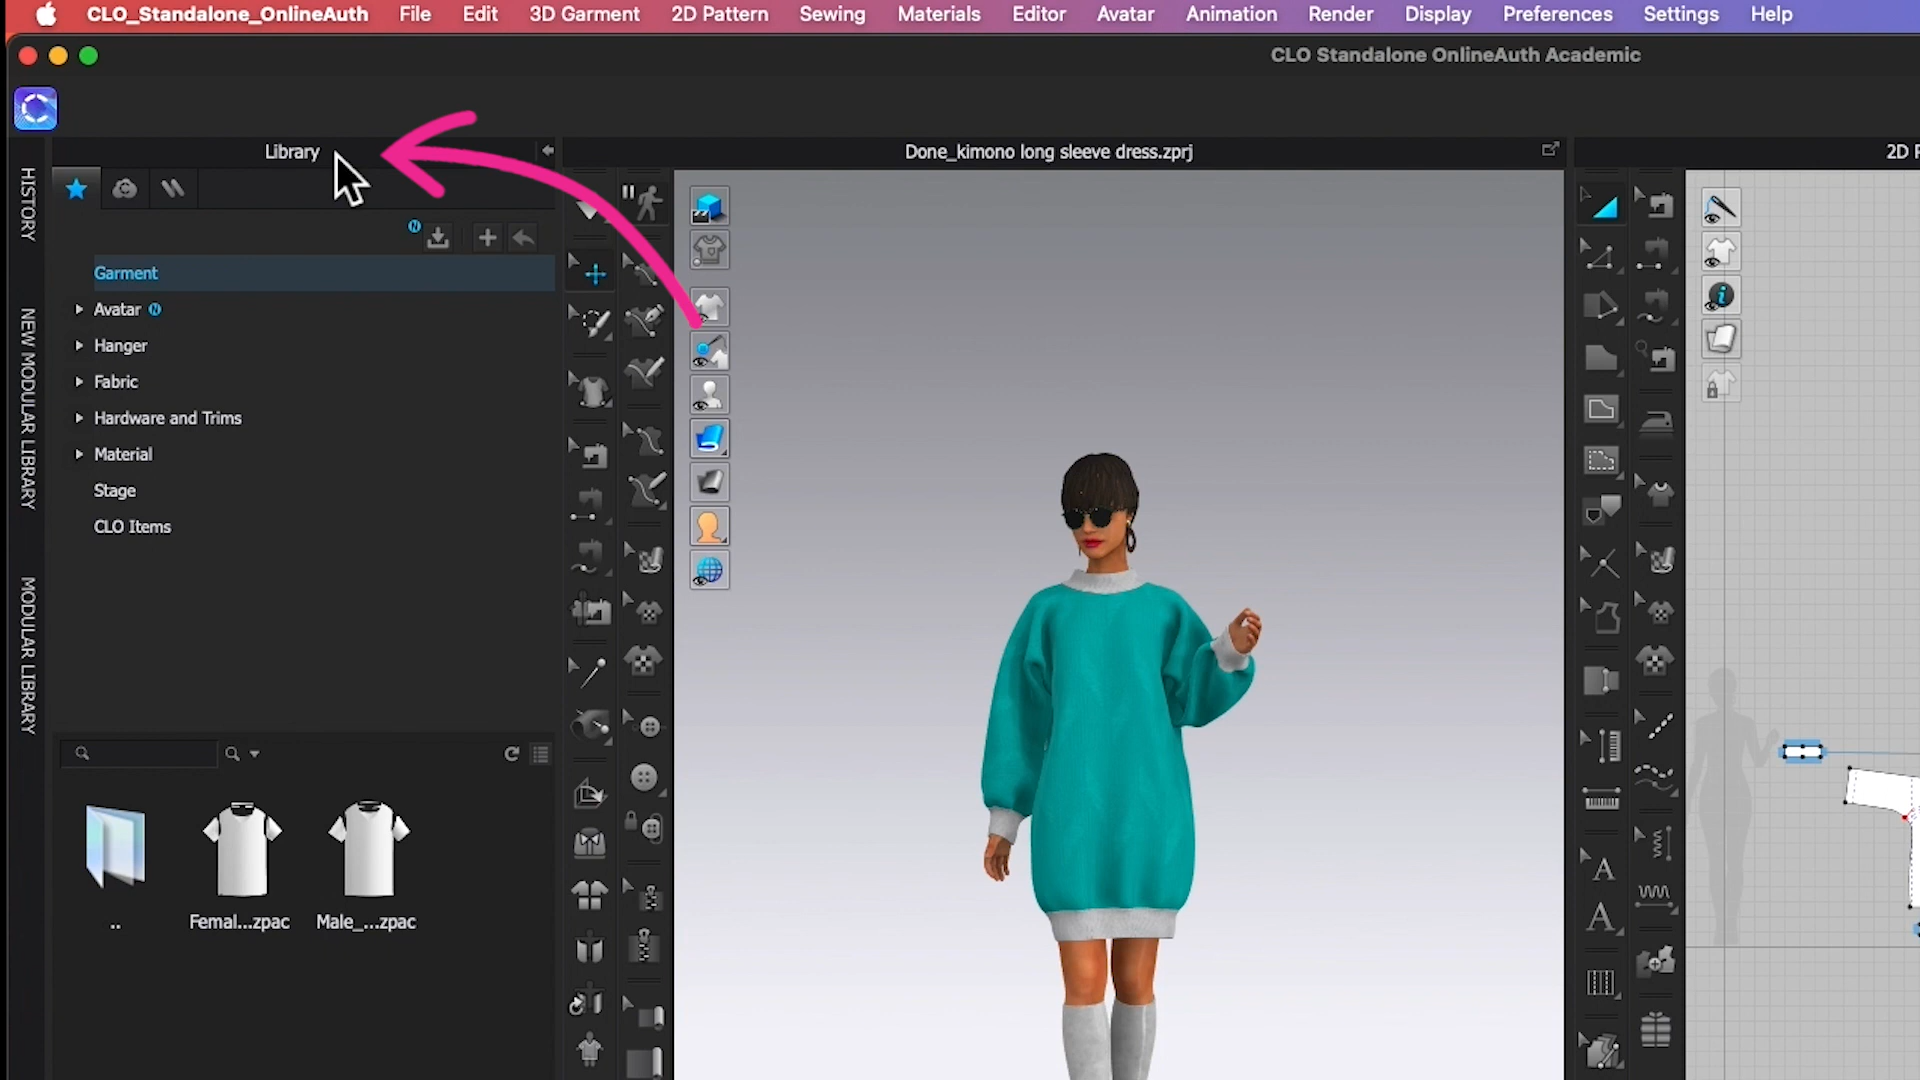 CLO_Standalone_OnlineAuth File Edit 3D Garment 2D Pattern Sewing Materials Editor Avatar Animation Render Display Preferences Settings Help
CLO Standalone OnlineAuth Academic
Library
Done_kimono long sleeve dress.zprj
2D P
HISTORY
NEW MODULAR LIBRARY
MODULAR LIBRARY
N
Garment
Avatar N
Hanger
Fabric
Hardware and Trims
Material
Stage
CLO Items
..
Femal...zpac
Male_...zpac
A
A